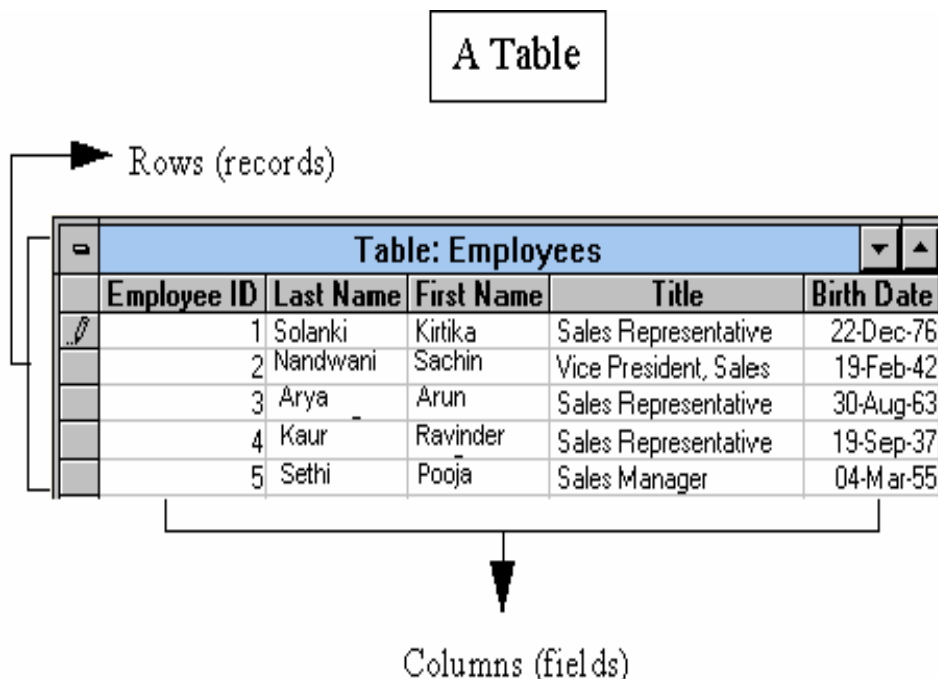 A Table
Rows (records)
Table: Employees
Employee ID Last Name First Name Title Birth Date
1 Solanki Kirtika Sales Representative 22-Dec-76
2 Nandwani Sachin Vice President, Sales 19-Feb-42
3 Arya Arun Sales Representative 30-Aug-63
4 Kaur Ravinder Sales Representative 19-Sep-37
5 Sethi Pooja Sales Manager 04-Mar-55
Columns (fields)